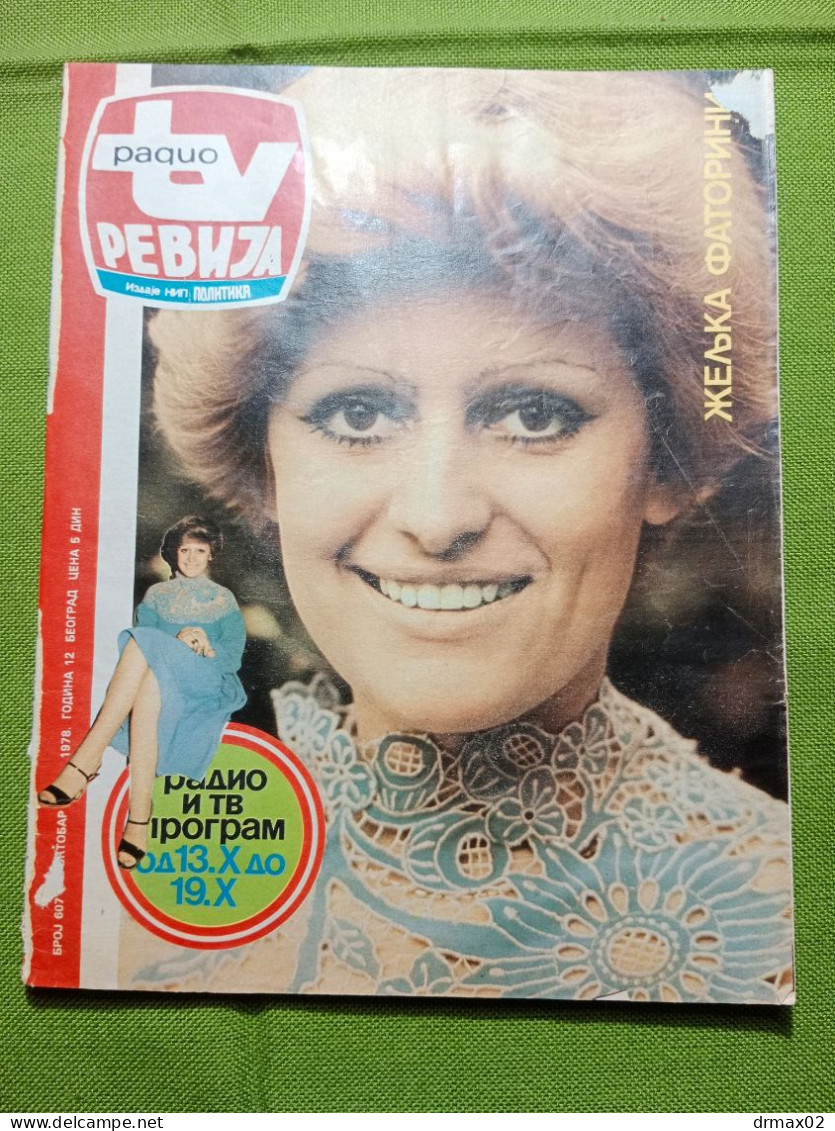 радио
tv
РЕВИЈА
Издаје НИП ПОЛИТИКА
ЖЕЉКА ФАТОРИНИ
БРОЈ 607 ОКТОБАР 1978. ГОДИНА 12 БЕОГРАД ЦЕНА 5 ДИН
радио
и тв
програм
од 13.X до
19.X
delcampe.net
drmax02